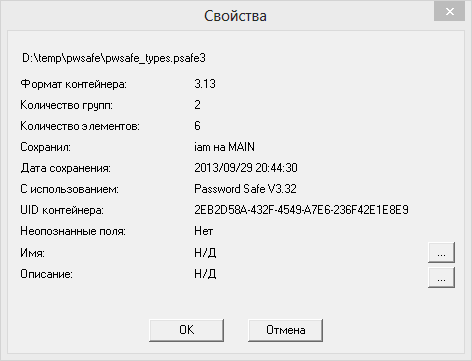 Свойства
D:\temp\pwsafe\pwsafe_types.psafe3
Формат контейнера: 3.13
Количество групп: 2
Количество элементов: 6
Сохранил: iam на MAIN
Дата сохранения: 2013/09/29 20:44:30
С использованием: Password Safe V3.32
UID контейнера: 2EB2D58A-432F-4549-A7E6-236F42E1E8E9
Неопознанные поля: Нет
Имя: Н/Д ...
Описание: Н/Д ...
OK Отмена